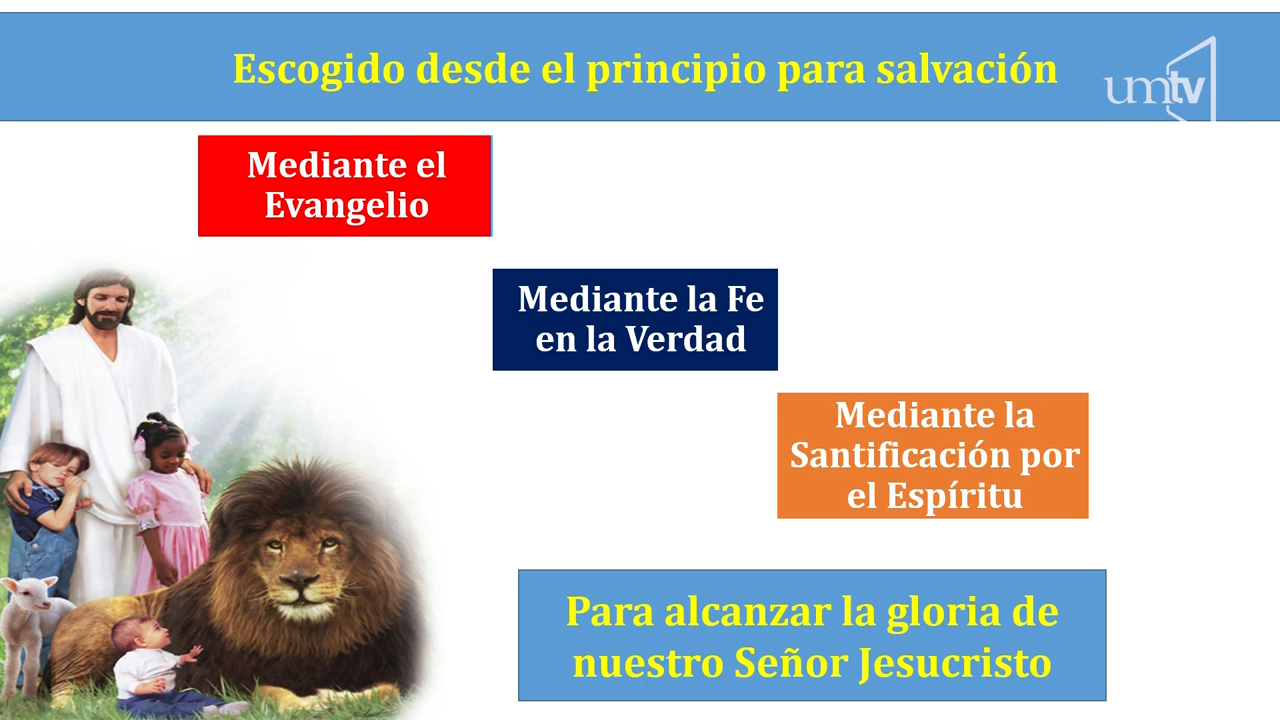 Escogido desde el principio para salvación
umtv
Mediante el
Evangelio
Mediante la Fe
en la Verdad
Mediante la
Santificación por
el Espíritu
Para alcanzar la gloria de
nuestro Señor Jesucristo